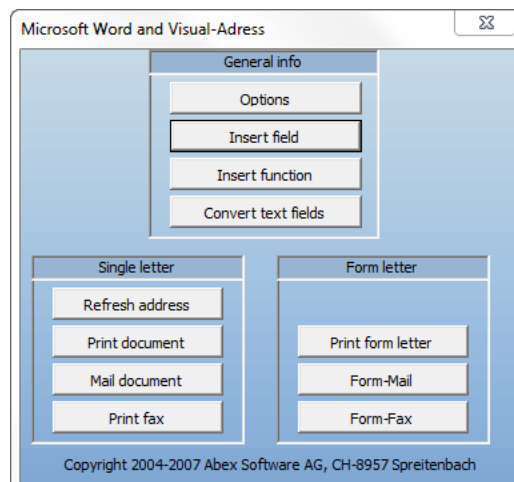 Microsoft Word and Visual-Adress
General info
Options
Insert field
Insert function
Convert text fields
Single letter
Refresh address
Print document
Mail document
Print fax
Form letter
Print form letter
Form-Mail
Form-Fax
Copyright 2004-2007 Abex Software AG, CH-8957 Spreitenbach